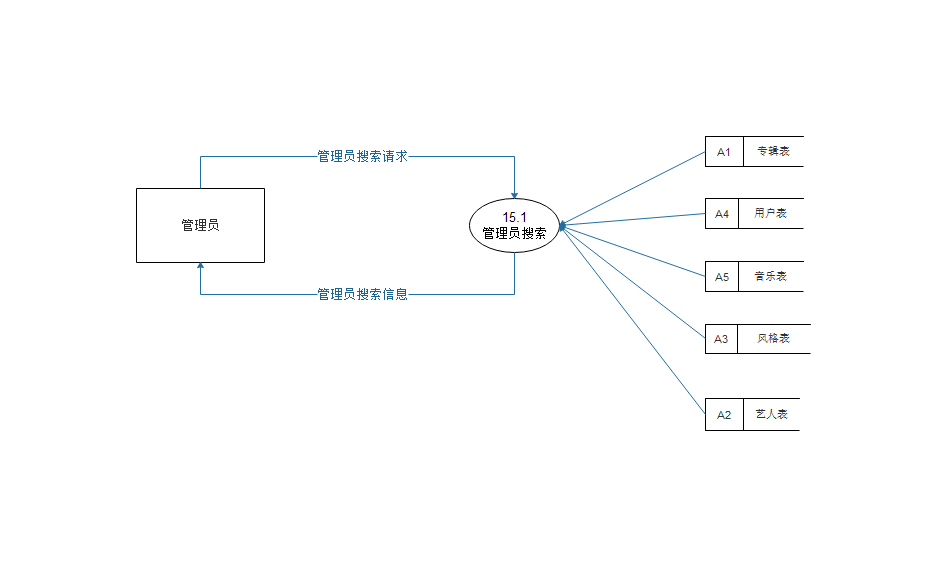 管理员搜索请求
管理员
15.1
管理员搜索
管理员搜索信息
A1 专辑表
A4 用户表
A5 音乐表
A3 风格表
A2 艺人表